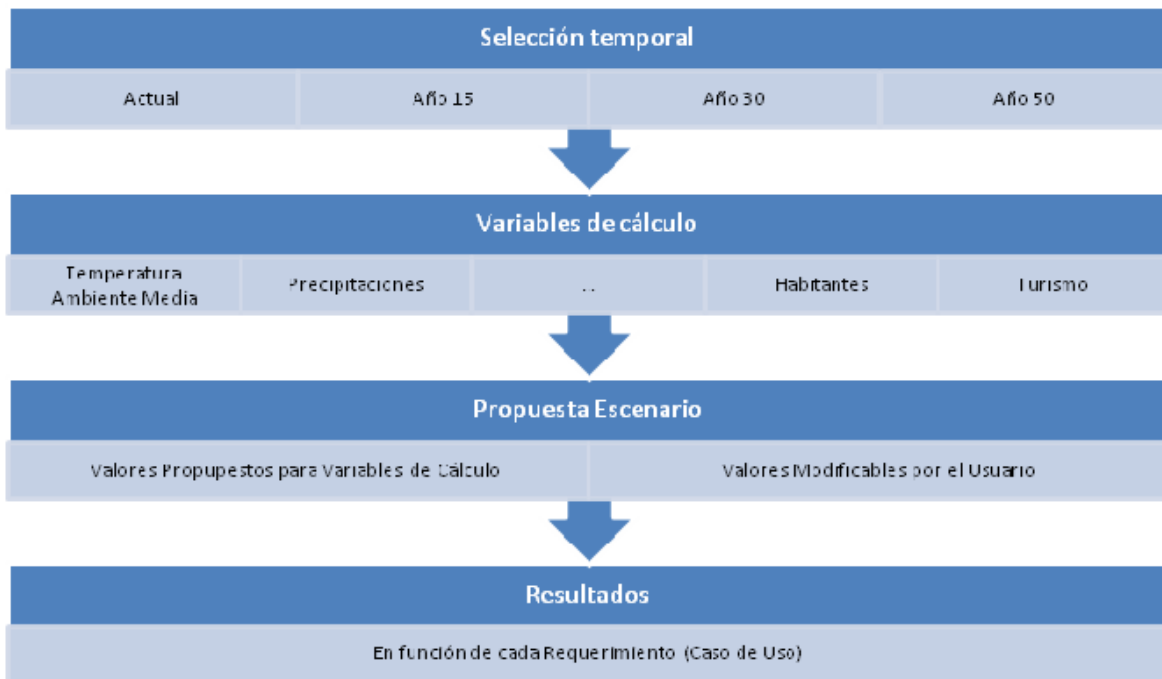 Selección temporal
Actual
Año 15
Año 30
Año 50
Variables de cálculo
Temperatura
Ambiente Media
Precipitaciones
...
Habitantes
Turismo
Propuesta Escenario
Valores Propupestos para Variables de Cálculo
Valores Modificables por el Usuario
Resultados
En función de cada Requerimiento (Caso de Uso)